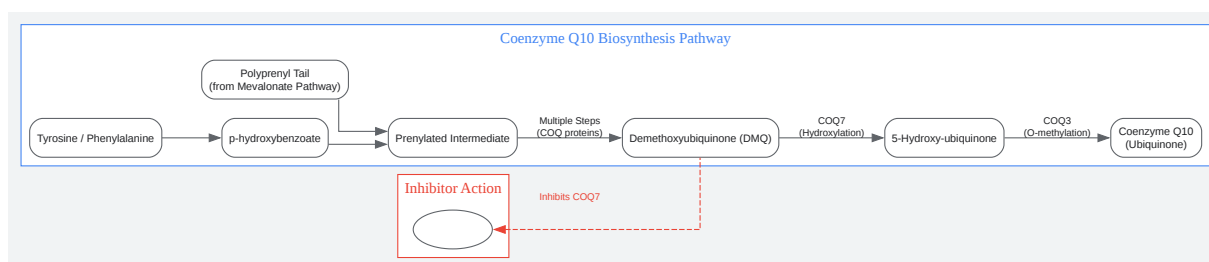 Coenzyme Q10 Biosynthesis Pathway
Polyprenyl Tail
(from Mevalonate Pathway)
Tyrosine / Phenylalanine
p-hydroxybenzoate
Prenylated Intermediate
Multiple Steps
(COQ proteins)
Demethoxyubiquinone (DMQ)
COQ7
(Hydroxylation)
5-Hydroxy-ubiquinone
COQ3
(O-methylation)
Coenzyme Q10
(Ubiquinone)
Inhibitor Action
Inhibits COQ7